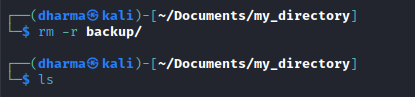 ┌──(dharma㉿kali)-[~/Documents/my_directory]
└─$ rm -r backup/
┌──(dharma㉿kali)-[~/Documents/my_directory]
└─$ ls